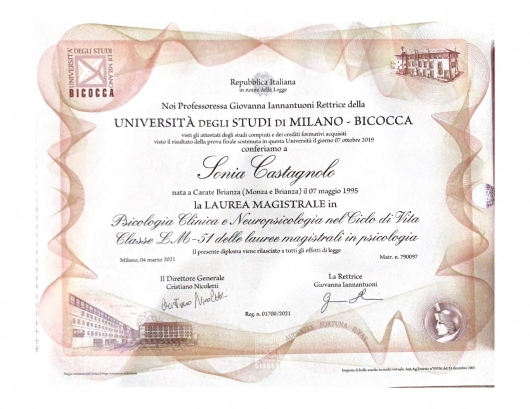 UNIVERSITÀ
DEGLI STUDI
DI MILANO
BICOCCA
Repubblica Italiana
in nome della Legge
Noi Professoressa Giovanna Iannantuoni Rettrice della
UNIVERSITÀ DEGLI STUDI DI MILANO - BICOCCA
visti gli attestati degli studi compiuti e dei crediti formativi acquisiti
visto il risultato della prova finale sostenuta in questa Università il giorno 07 ottobre 2019
conferiamo a
Sonia Castagnolo
nata a Carate Brianza (Monza e Brianza) il 07 maggio 1995
la LAUREA MAGISTRALE in
Psicologia Clinica e Neuropsicologia nel Ciclo di Vita
Classe LM-51 delle lauree magistrali in psicologia
Il presente diploma viene rilasciato a tutti gli effetti di legge
Milano, 04 marzo 2021
Matr. n. 790097
Il Direttore Generale
Cristiano Nicoletti
La Rettrice
Giovanna Iannantuoni
Reg. n. 01700/2021
AUDENTES FORTUNA IUVAT